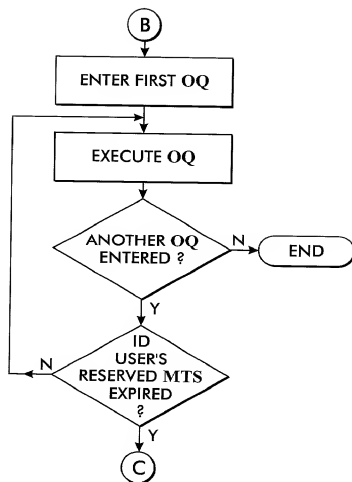 B
ENTER FIRST OQ
EXECUTE OQ
ANOTHER OQ
ENTERED ?
N
END
Y
ID
USER'S
RESERVED MTS
EXPIRED
?
N
Y
C